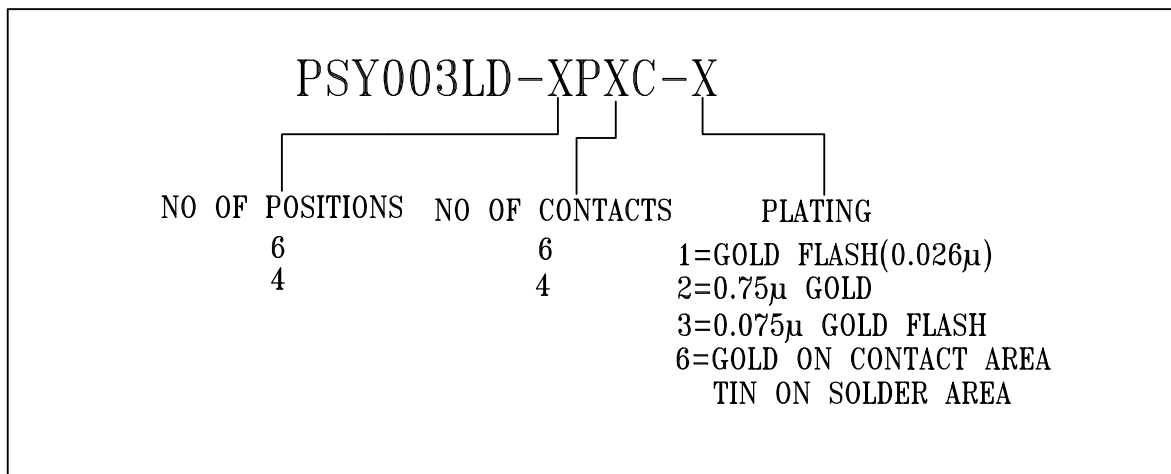 PSY003LD-XPXC-X
NO OF POSITIONS
6
4
NO OF CONTACTS
6
4
PLATING
1=GOLD FLASH(0.026µ)
2=0.75µ GOLD
3=0.075µ GOLD FLASH
6=GOLD ON CONTACT AREA
TIN ON SOLDER AREA